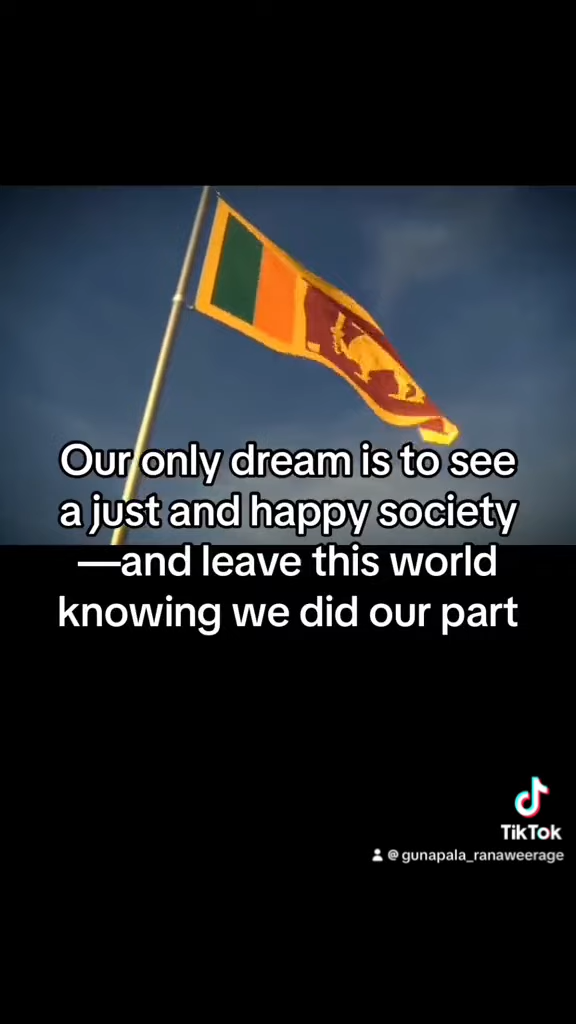 Our only dream is to see
a just and happy society
—and leave this world
knowing we did our part
TikTok
@gunapala_ranaweerage